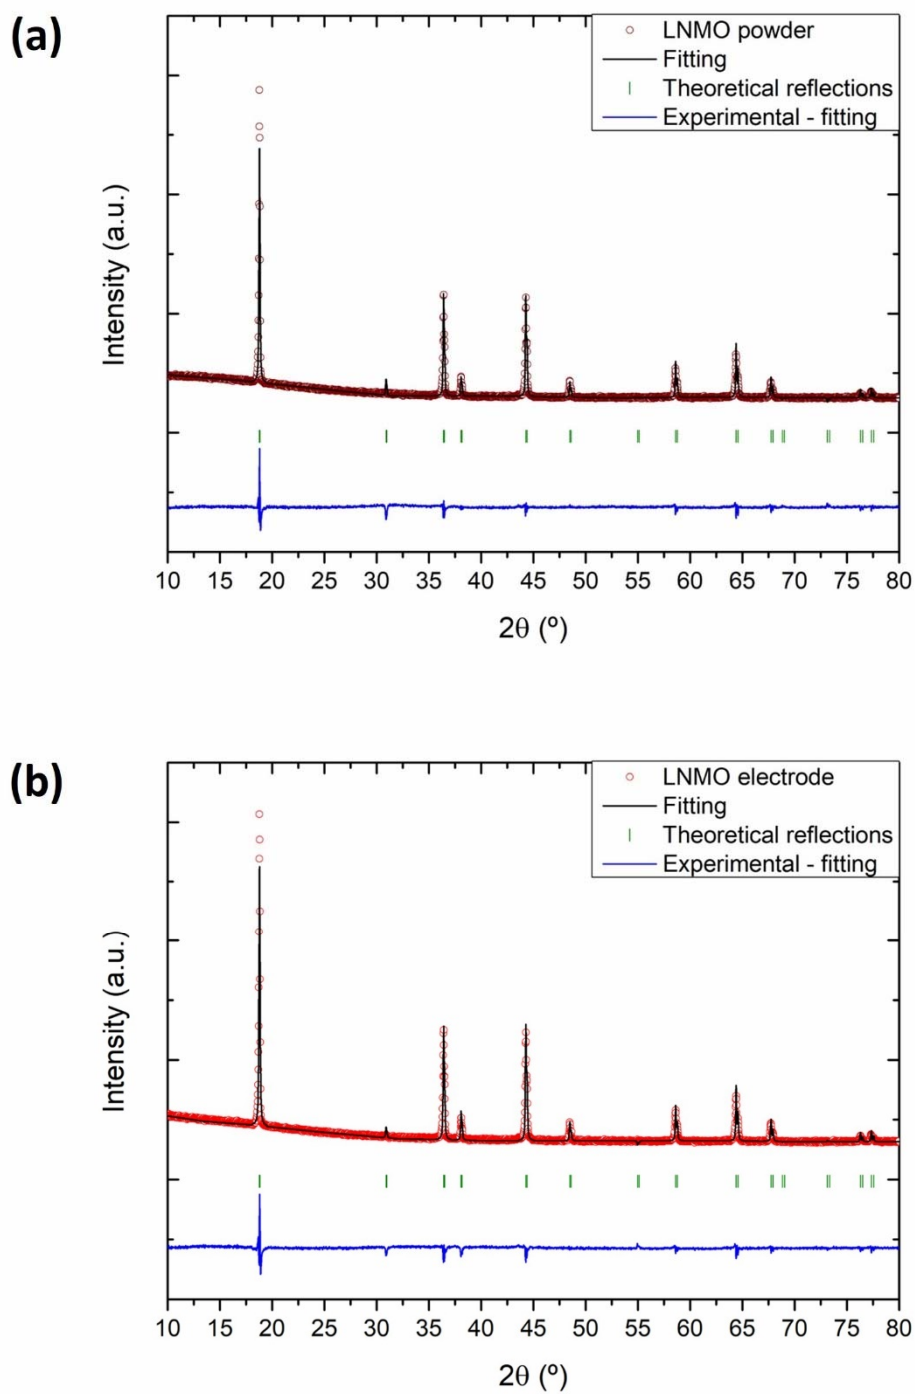 (a)
LNMO powder
Fitting
Theoretical reflections
Experimental - fitting
Intensity (a.u.)
10 15 20 25 30 35 40 45 50 55 60 65 70 75 80
2θ (º)
(b)
LNMO electrode
Fitting
Theoretical reflections
Experimental - fitting
Intensity (a.u.)
10 15 20 25 30 35 40 45 50 55 60 65 70 75 80
2θ (º)